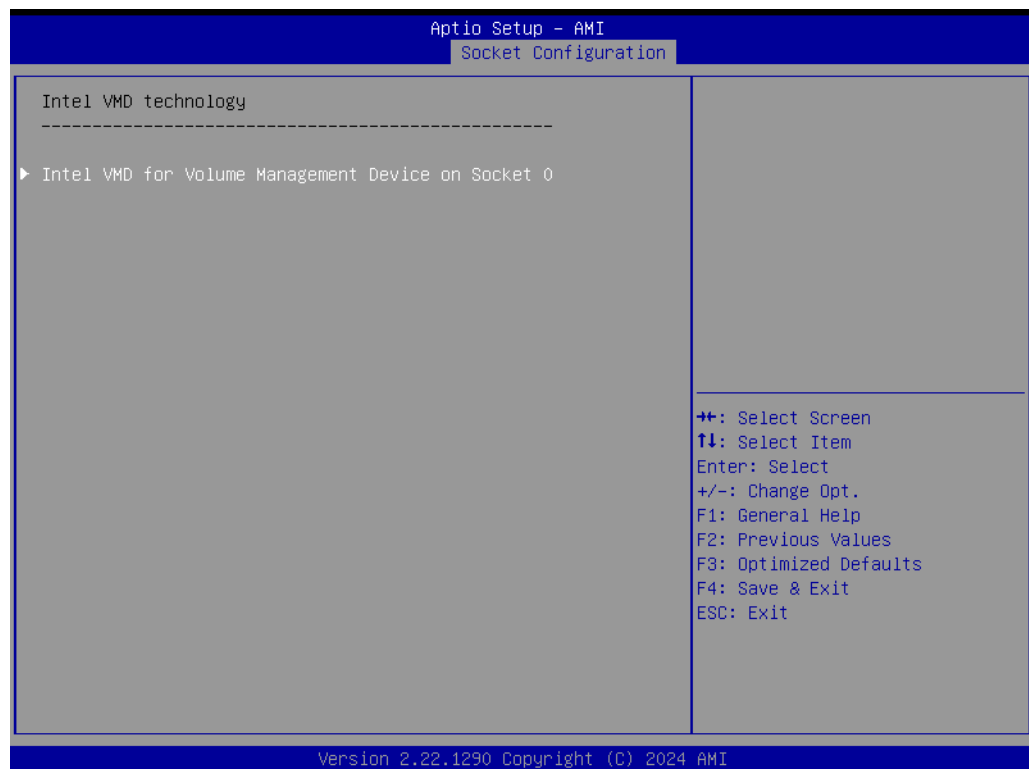 Aptio Setup – AMI
Socket Configuration
Intel VMD technology
--------------------------------------------------
▶ Intel VMD for Volume Management Device on Socket 0
→←: Select Screen
↑↓: Select Item
Enter: Select
+/-: Change Opt.
F1: General Help
F2: Previous Values
F3: Optimized Defaults
F4: Save & Exit
ESC: Exit
Version 2.22.1290 Copyright (C) 2024 AMI